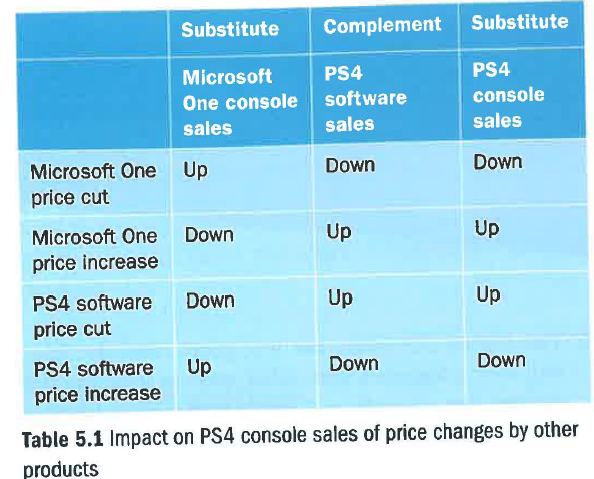 Substitute Complement Substitute
Microsoft PS4 PS4
One console software console
sales sales sales
Microsoft One Up Down Down
price cut
Microsoft One Down Up Up
price increase
PS4 software Down Up Up
price cut
PS4 software Up Down Down
price increase
Table 5.1 Impact on PS4 console sales of price changes by other
products